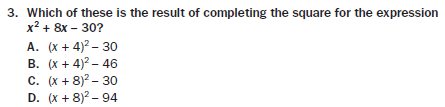 3. Which of these is the result of completing the square for the expression
x² + 8x – 30?
A. (x + 4)² – 30
B. (x + 4)² – 46
C. (x + 8)² – 30
D. (x + 8)² – 94